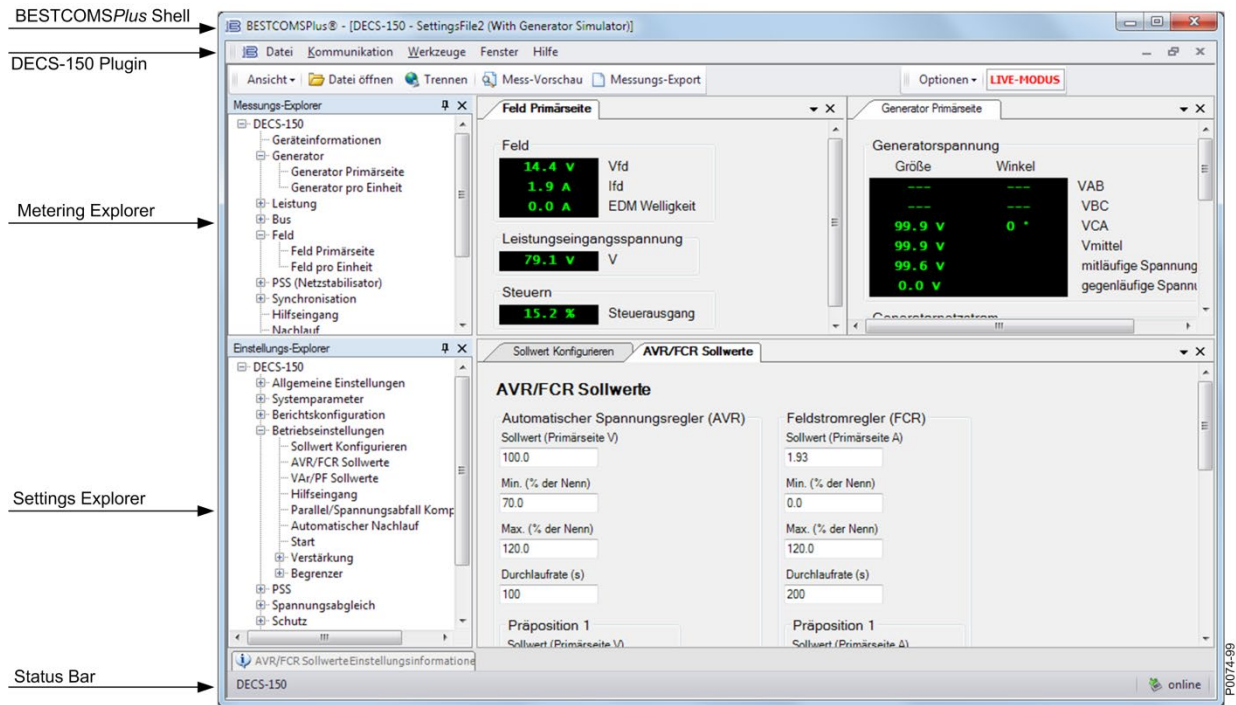 BESTCOMSPlus Shell
DECS-150 Plugin
Metering Explorer
Settings Explorer
Status Bar
BESTCOMSPlus® - [DECS-150 - SettingsFile2 (With Generator Simulator)]
Datei Kommunikation Werkzeuge Fenster Hilfe
Ansicht Datei öffnen Trennen Mess-Vorschau Messungs-Export Optionen LIVE-MODUS
Messungs-Explorer
DECS-150
Geräteinformationen
Generator
Generator Primärseite
Generator pro Einheit
Leistung
Bus
Feld
Feld Primärseite
Feld pro Einheit
PSS (Netzstabilisator)
Synchronisation
Hilfseingang
Nachlauf
Feld Primärseite
Feld
14.4 V Vfd
1.9 A Ifd
0.0 A EDM Welligkeit
Leistungseingangsspannung
79.1 V V
Steuern
15.2 % Steuerausgang
Generator Primärseite
Generatorspannung
Größe Winkel
--- --- VAB
--- --- VBC
99.9 V 0 ° VCA
99.9 V Vmittel
99.6 V mitläufige Spannung
0.0 V gegenläufige Spannu
Generatornetzstrom
Einstellungs-Explorer
DECS-150
Allgemeine Einstellungen
Systemparameter
Berichtskonfiguration
Betriebseinstellungen
Sollwert Konfigurieren
AVR/FCR Sollwerte
VAr/PF Sollwerte
Hilfseingang
Parallel/Spannungsabfall Komp
Automatischer Nachlauf
Start
Verstärkung
Begrenzer
PSS
Spannungsabgleich
Schutz
Sollwert Konfigurieren AVR/FCR Sollwerte
AVR/FCR Sollwerte
Automatischer Spannungsregler (AVR)
Sollwert (Primärseite V)
100.0
Min. (% der Nenn)
70.0
Max. (% der Nenn)
120.0
Durchlaufrate (s)
100
Präposition 1
Sollwert (Primärseite V)
Feldstromregler (FCR)
Sollwert (Primärseite A)
1.93
Min. (% der Nenn)
0.0
Max. (% der Nenn)
120.0
Durchlaufrate (s)
200
Präposition 1
Sollwert (Primärseite A)
AVR/FCR SollwerteEinstellungsinformatione
DECS-150
online
P0074-99